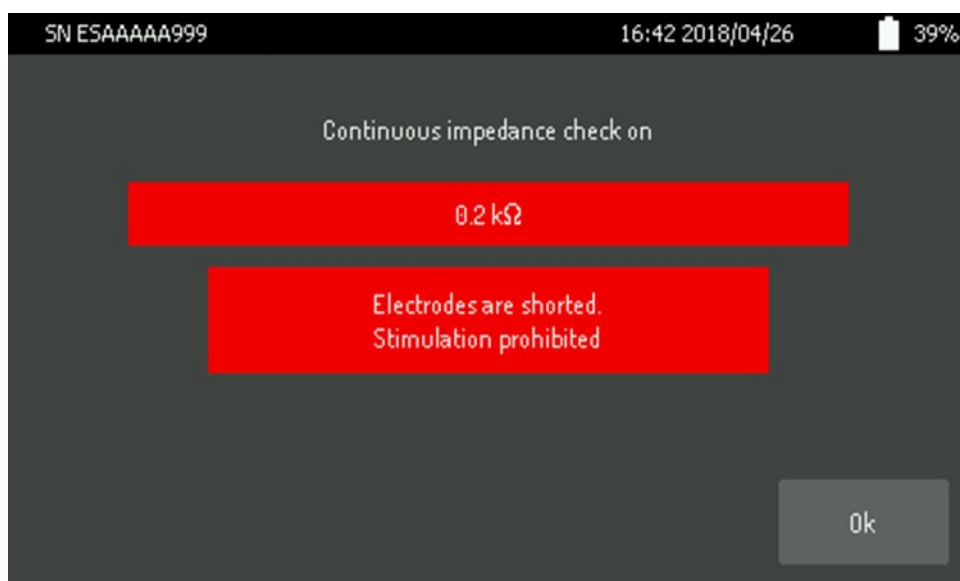 SN ESAAAAA999 16:42 2018/04/26 39%
Continuous impedance check on
0.2 kΩ
Electrodes are shorted.
Stimulation prohibited
Ok